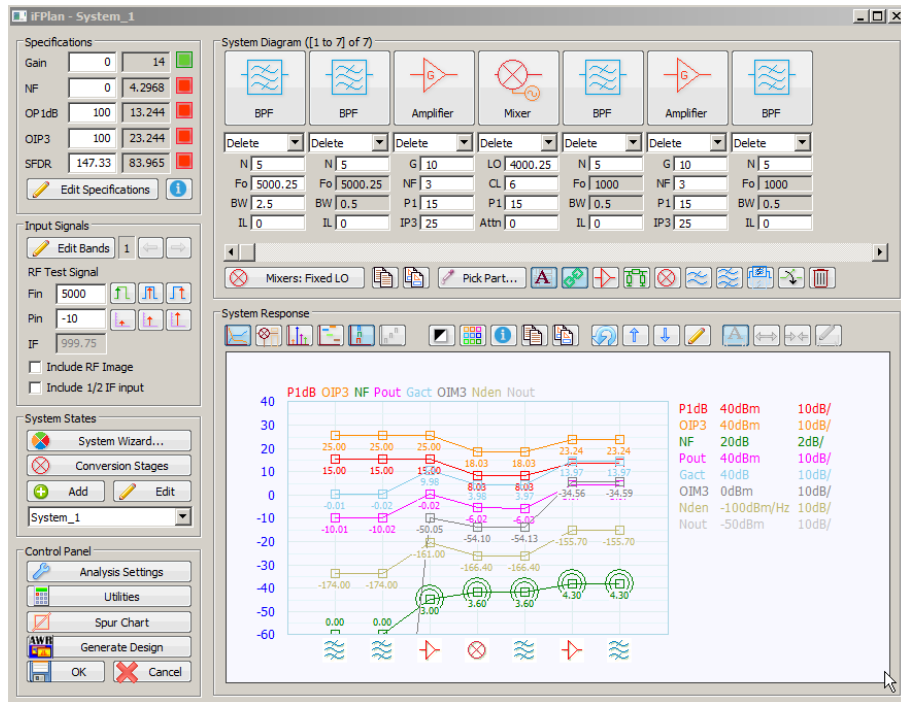 iFPlan - System_1
Specifications
Gain 0 14
NF 0 4.2968
OP1dB 100 13.244
OIP3 100 23.244
SFDR 147.33 83.965
Edit Specifications
Input Signals
Edit Bands 1
RF Test Signal
Fin 5000
Pin -10
IF 999.75
Include RF Image
Include 1/2 IF input
System States
System Wizard...
Conversion Stages
Add Edit
System_1
Control Panel
Analysis Settings
Utilities
Spur Chart
AWR Generate Design
OK Cancel
System Diagram ([1 to 7] of 7)
G G
BPF BPF Amplifier Mixer BPF Amplifier BPF
Delete Delete Delete Delete Delete Delete Delete
N 5 N 5 G 10 LO 4000.25 N 5 G 10 N 5
Fo 5000.25 Fo 5000.25 NF 3 CL 6 Fo 1000 NF 3 Fo 1000
BW 2.5 BW 0.5 P1 15 P1 15 BW 0.5 P1 15 BW 0.5
IL 0 IL 0 IP3 25 Attn 0 IL 0 IP3 25 IL 0
Mixers: Fixed LO Pick Part... A
System Response
A
P1dB OIP3 NF Pout Gact OIM3 Nden Nout
40
30
20
10
0
-10
-20
-30
-40
-50
-60
25.00 25.00 25.00 18.03 18.03 23.24 23.24
15.00 15.00 15.00 8.03 8.03 13.97 13.97
-0.01 -0.02 9.98 3.98 3.97
-10.01 -10.02 -0.02 -6.02 -6.03
-50.05 -54.10 -54.13 -34.56 -34.59
-174.00 -174.00 -161.00 -166.40 -166.40 -155.70 -155.70
0.00 0.00 3.00 3.60 3.60 4.30 4.30
P1dB 40dBm 10dB/
OIP3 40dBm 10dB/
NF 20dB 2dB/
Pout 40dBm 10dB/
Gact 40dB 10dB/
OIM3 0dBm 10dB/
Nden -100dBm/Hz 10dB/
Nout -50dBm 10dB/